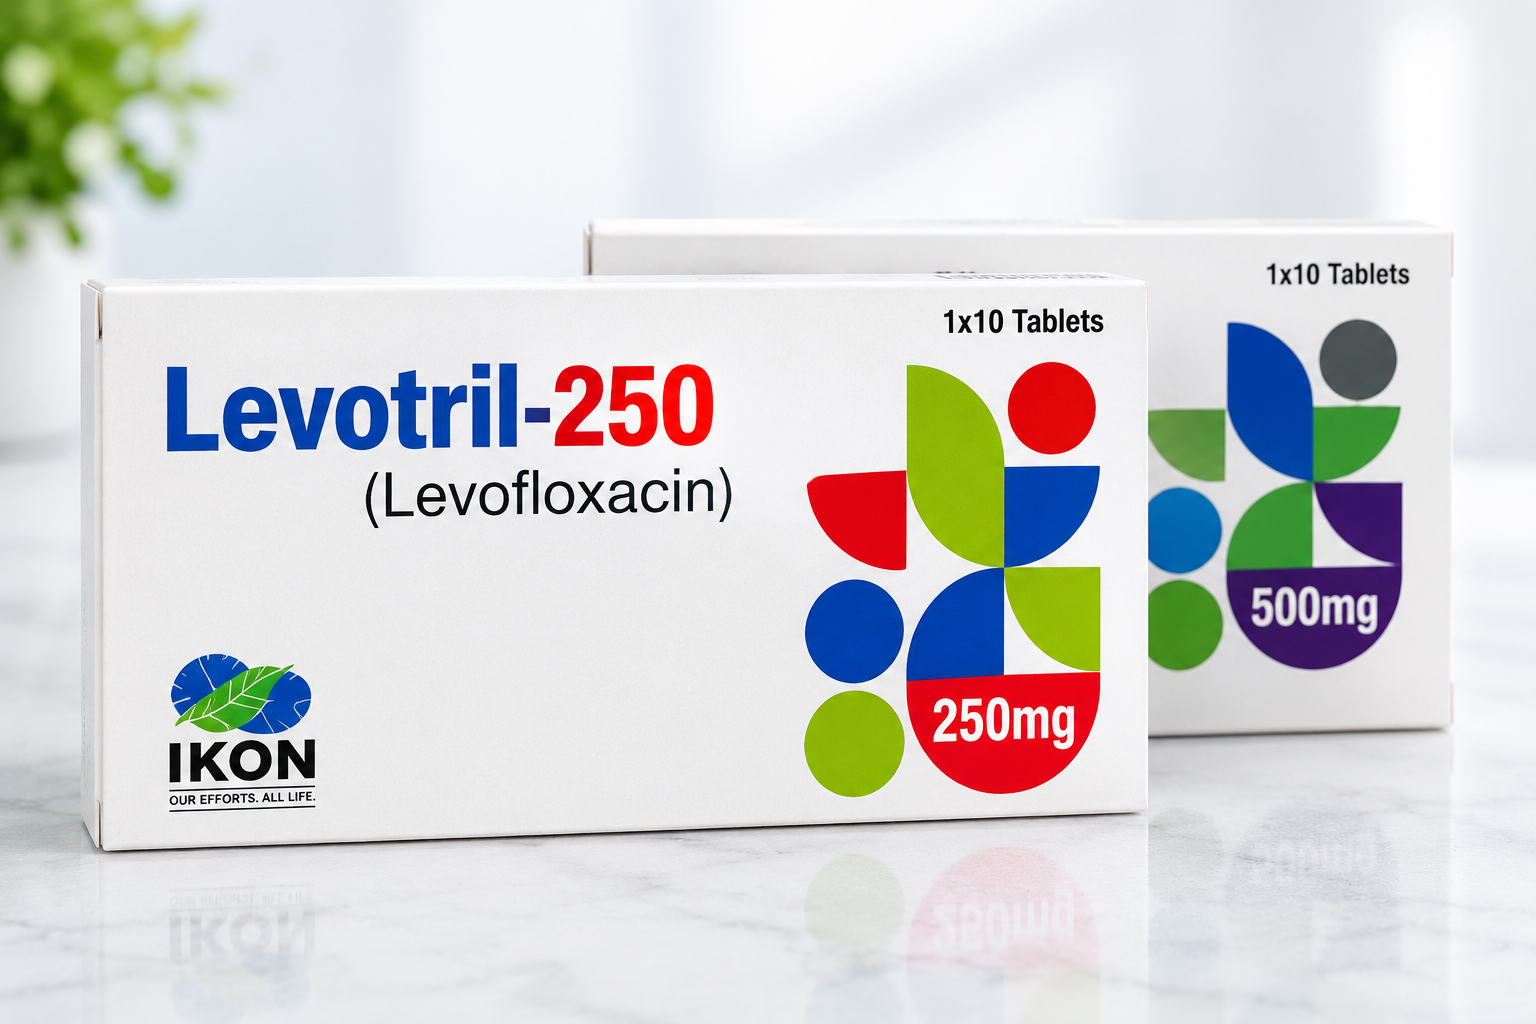 1x10 Tablets
Levotril-250
(Levofloxacin)
250mg
IKON
OUR EFFORTS. ALL LIFE.
1x10 Tablets
500mg